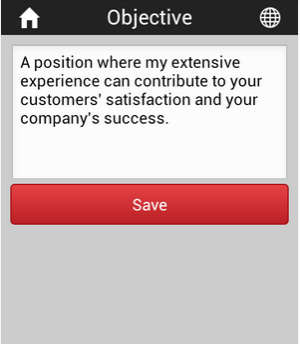 Objective
A position where my extensive
experience can contribute to your
customers' satisfaction and your
company's success.
Save